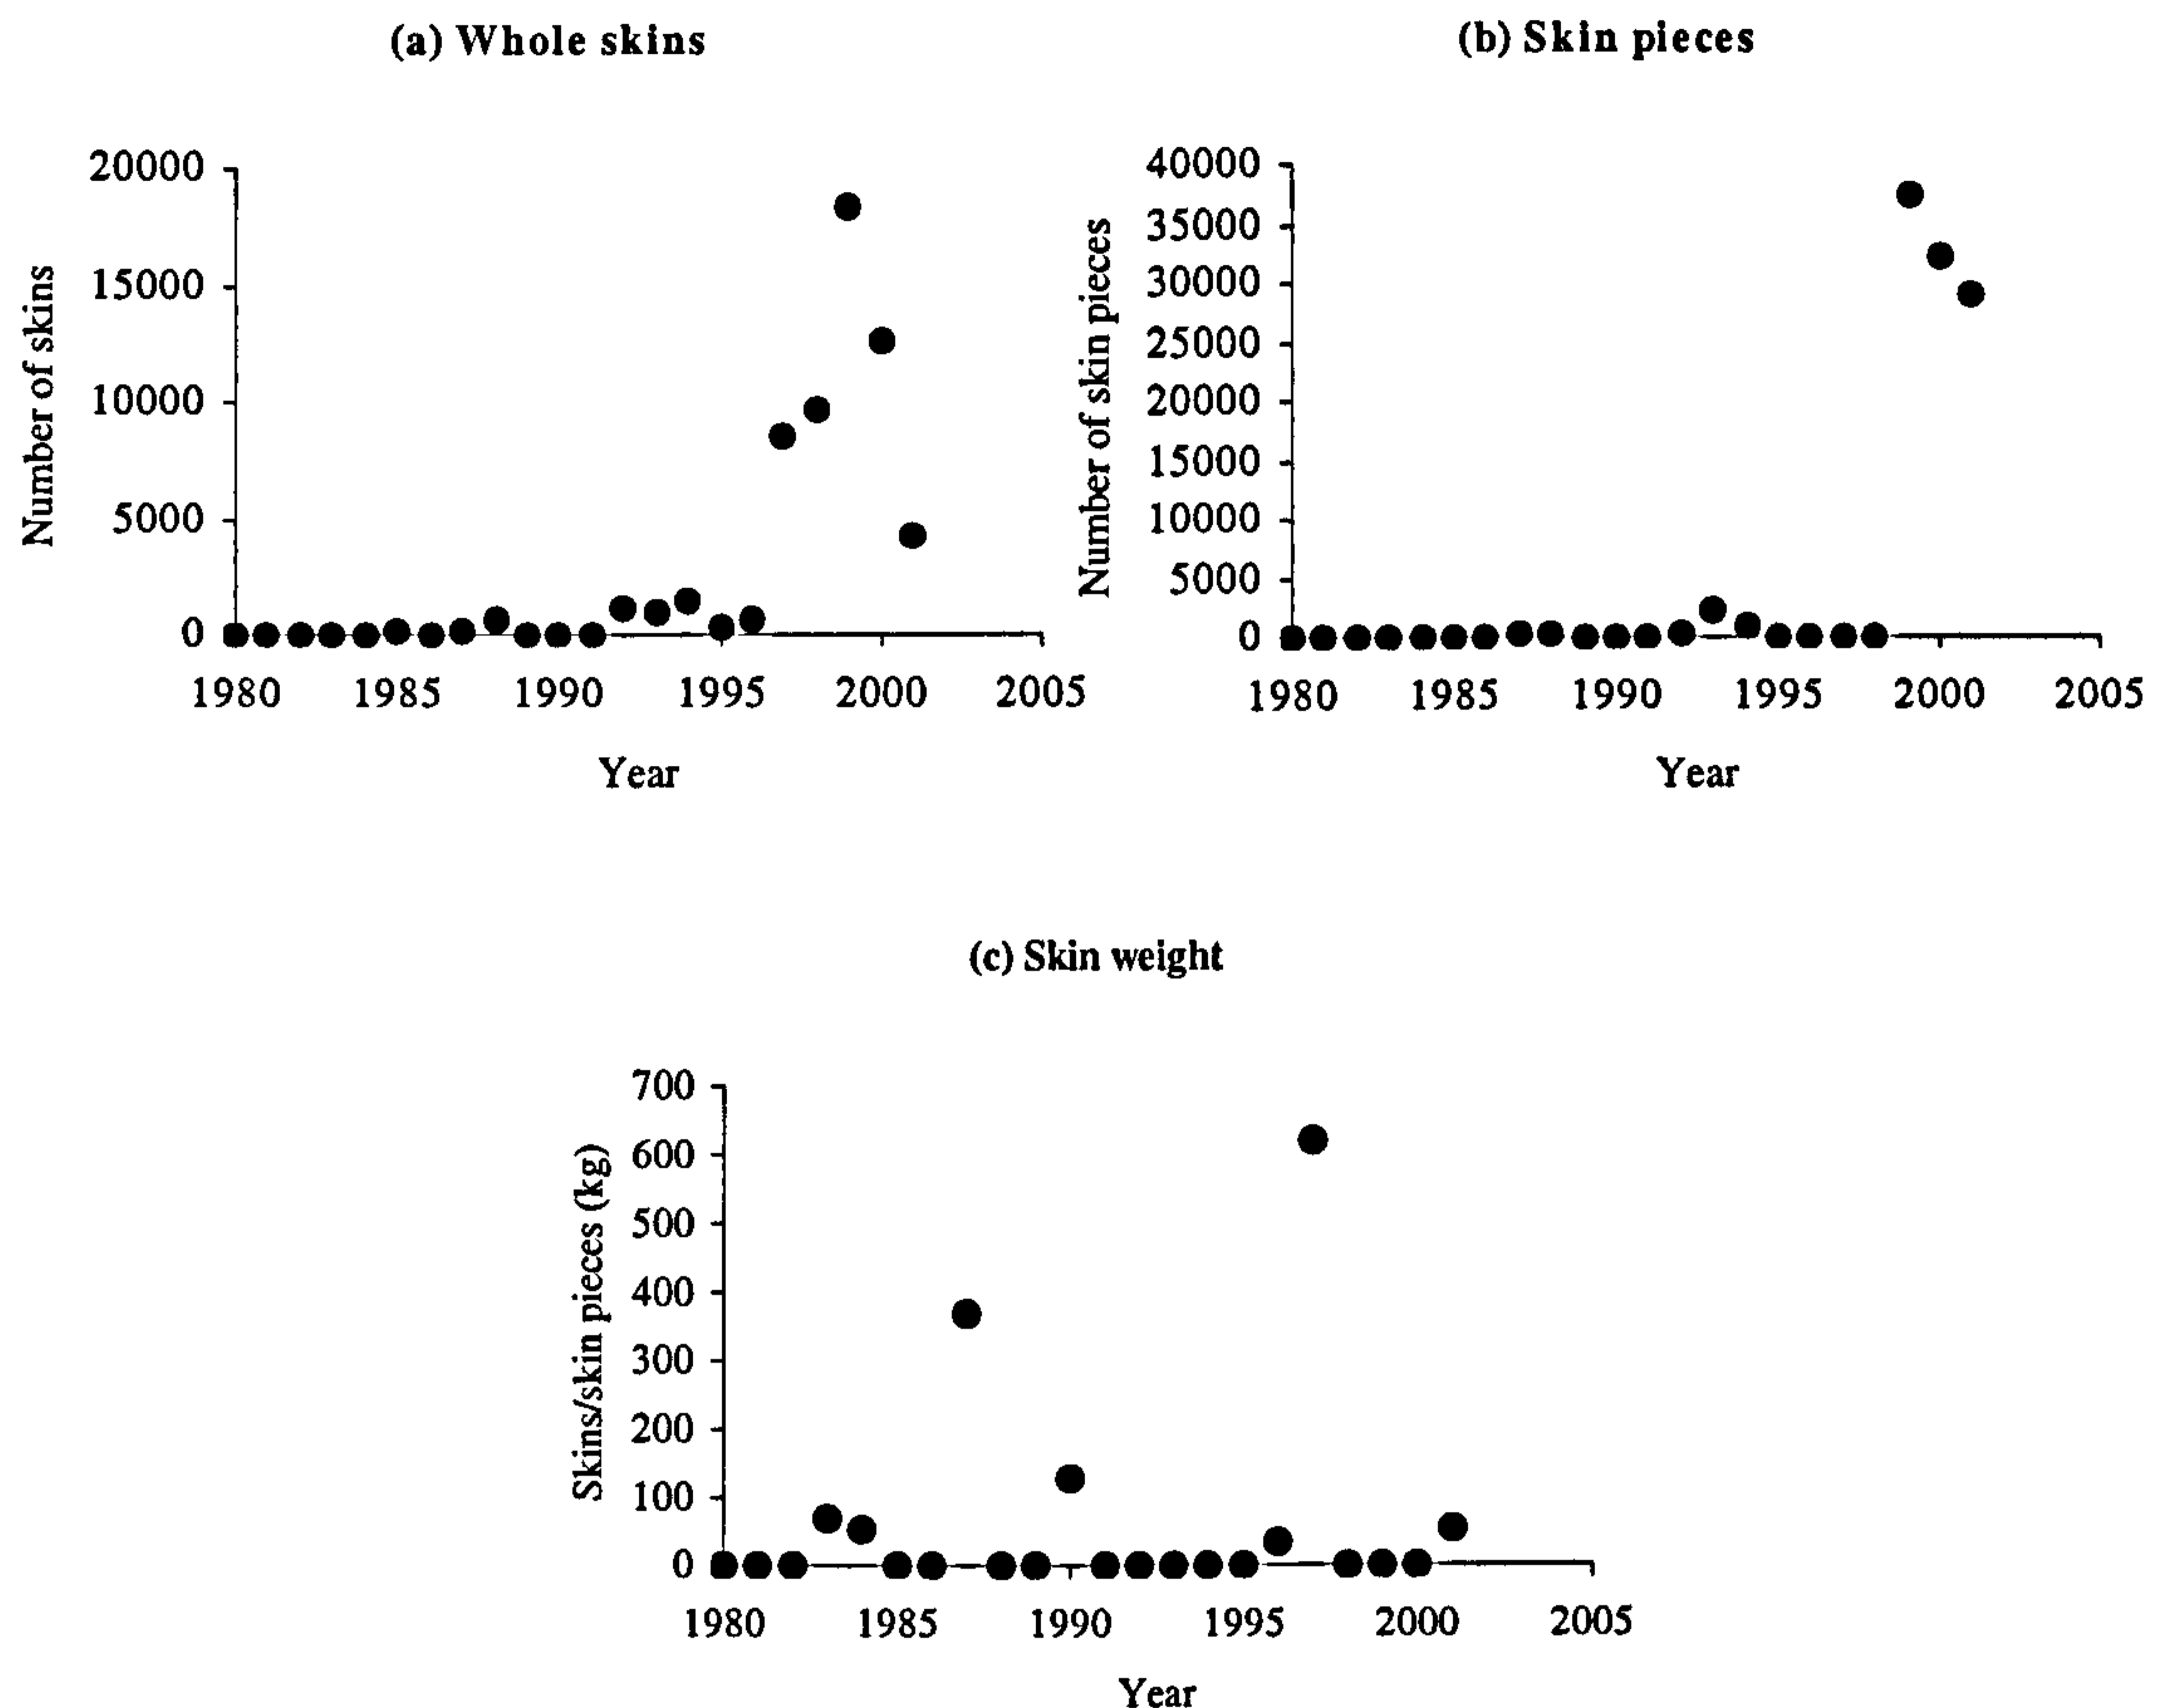 (a) Whole skins
Number of skins
20000
15000
10000
5000
0
1980 1985 1990 1995 2000 2005
Year
(b) Skin pieces
Number of skin pieces
40000
35000
30000
25000
20000
15000
10000
5000
0
1980 1985 1990 1995 2000 2005
Year
(c) Skin weight
Skins/skin pieces (kg)
700
600
500
400
300
200
100
0
1980 1985 1990 1995 2000 2005
Year